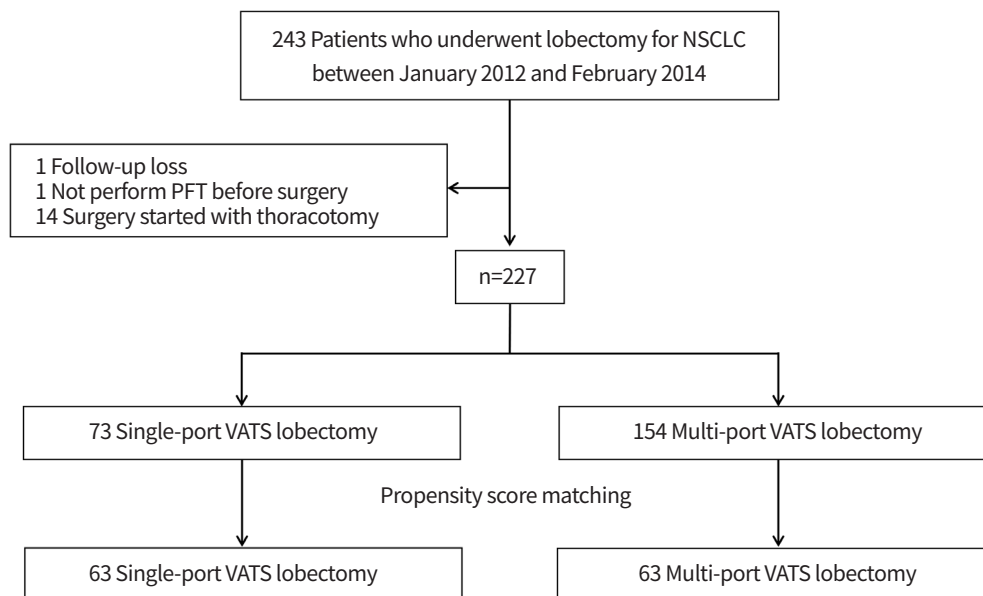 243 Patients who underwent lobectomy for NSCLC
between January 2012 and February 2014
1 Follow-up loss
1 Not perform PFT before surgery
14 Surgery started with thoracotomy
n=227
73 Single-port VATS lobectomy
154 Multi-port VATS lobectomy
Propensity score matching
63 Single-port VATS lobectomy
63 Multi-port VATS lobectomy